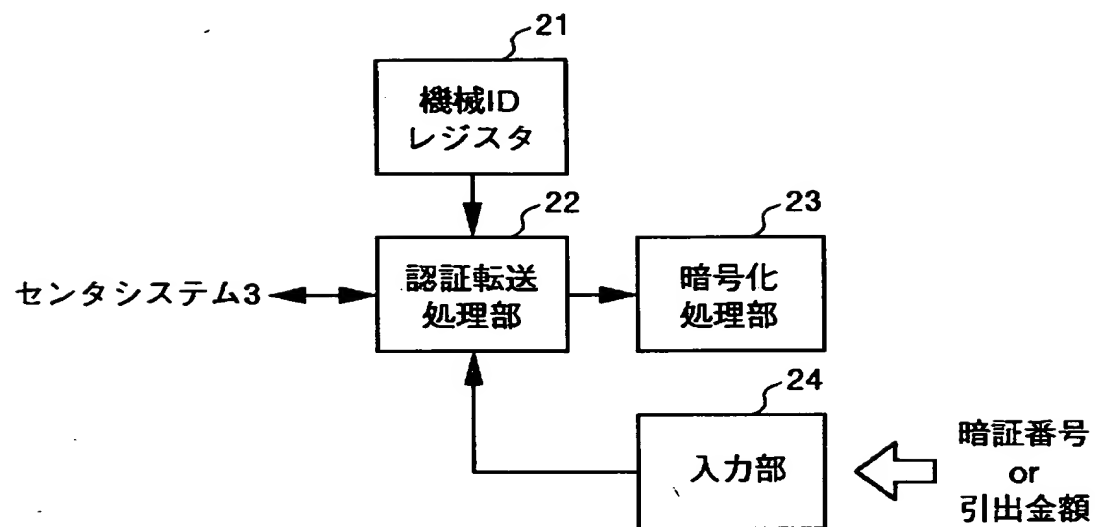 21
機械ID
レジスタ
22
23
センタシステム3
認証転送
処理部
暗号化
処理部
24
入力部
暗証番号
or
引出金額